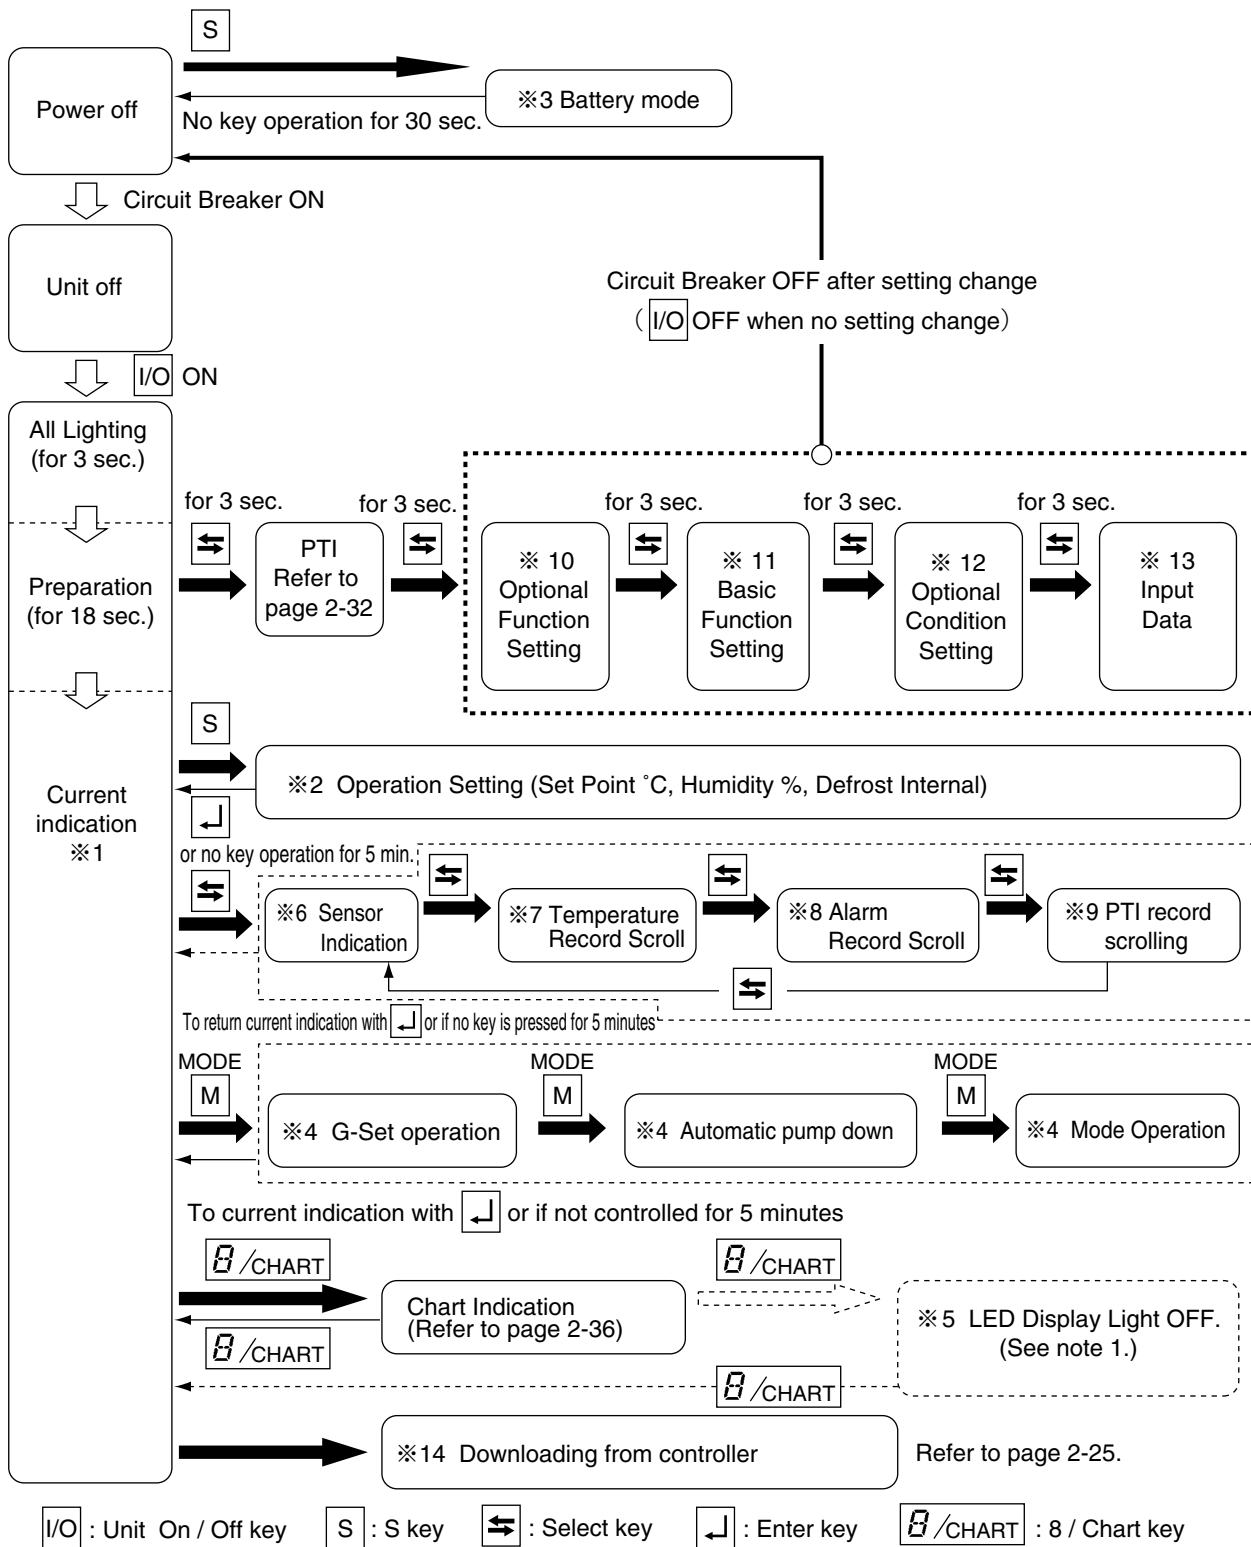 S
Power off
※3 Battery mode
No key operation for 30 sec.
Circuit Breaker ON
Unit off
Circuit Breaker OFF after setting change
( I/O OFF when no setting change)
I/O ON
All Lighting
(for 3 sec.)
for 3 sec.
for 3 sec.
for 3 sec.
for 3 sec.
for 3 sec.
Preparation
(for 18 sec.)
PTI
Refer to
page 2-32
※ 10
Optional
Function
Setting
※ 11
Basic
Function
Setting
※ 12
Optional
Condition
Setting
※ 13
Input
Data
S
※2 Operation Setting (Set Point ˚C, Humidity %, Defrost Internal)
Current
indication
※1
or no key operation for 5 min.
※6 Sensor
Indication
※7 Temperature
Record Scroll
※8 Alarm
Record Scroll
※9 PTI record
scrolling
To return current indication with ↵ or if no key is pressed for 5 minutes
MODE
M
MODE
M
MODE
M
※4 G-Set operation
※4 Automatic pump down
※4 Mode Operation
To current indication with ↵ or if not controlled for 5 minutes
8/CHART
8/CHART
Chart Indication
(Refer to page 2-36)
※5 LED Display Light OFF.
(See note 1.)
8/CHART
8/CHART
※14 Downloading from controller
Refer to page 2-25.
I/O : Unit On / Off key S : S key ⇆ : Select key ↵ : Enter key 8/CHART : 8 / Chart key